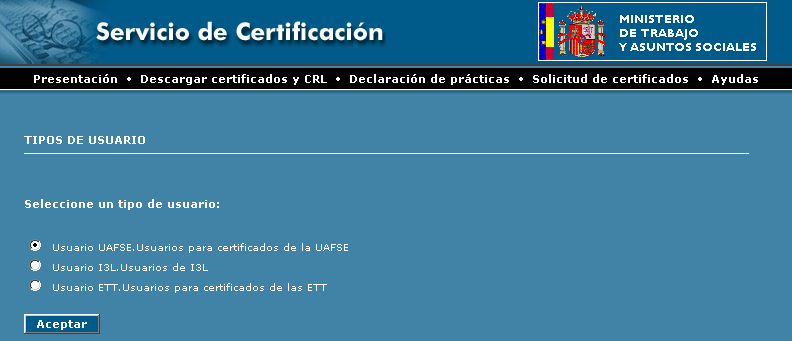 Servicio de Certificación
MINISTERIO
DE TRABAJO
Y ASUNTOS SOCIALES
Presentación • Descargar certificados y CRL • Declaración de prácticas • Solicitud de certificados • Ayudas
TIPOS DE USUARIO
Seleccione un tipo de usuario:
Usuario UAFSE.Usuarios para certificados de la UAFSE
Usuario I3L.Usuarios de I3L
Usuario ETT.Usuarios para certificados de las ETT
Aceptar